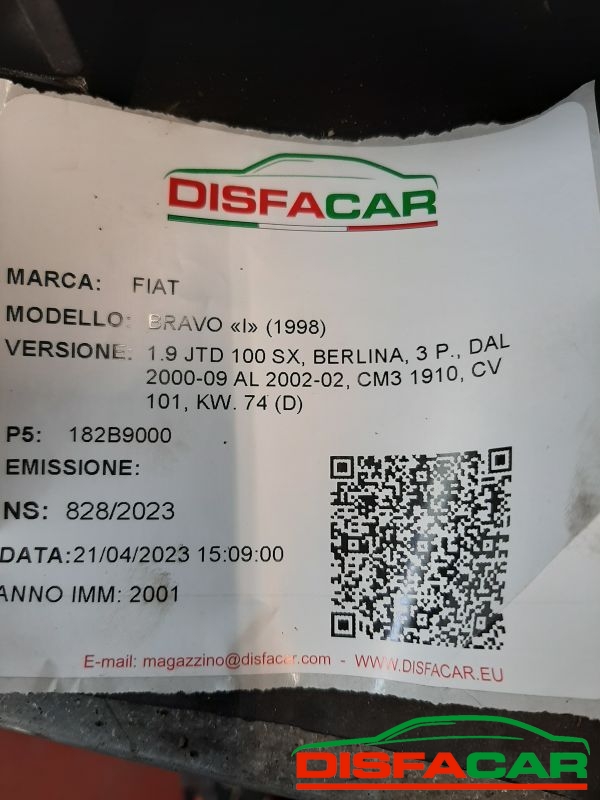 DISFACAR
MARCA: FIAT
MODELLO: BRAVO «I» (1998)
VERSIONE: 1.9 JTD 100 SX, BERLINA, 3 P., DAL
2000-09 AL 2002-02, CM3 1910, CV
101, KW. 74 (D)
P5: 182B9000
EMISSIONE:
NS: 828/2023
DATA:21/04/2023 15:09:00
ANNO IMM: 2001
E-mail: magazzino@disfacar.com - WWW.DISFACAR.EU
DISFACAR